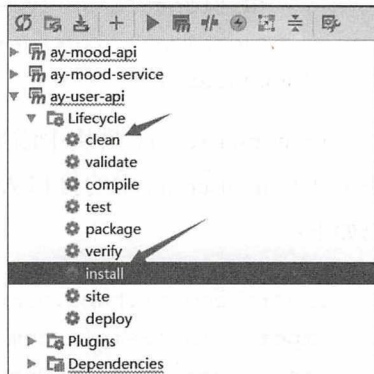 ay-mood-api
ay-mood-service
ay-user-api
Lifecycle
clean
validate
compile
test
package
verify
install
site
deploy
Plugins
Dependencies